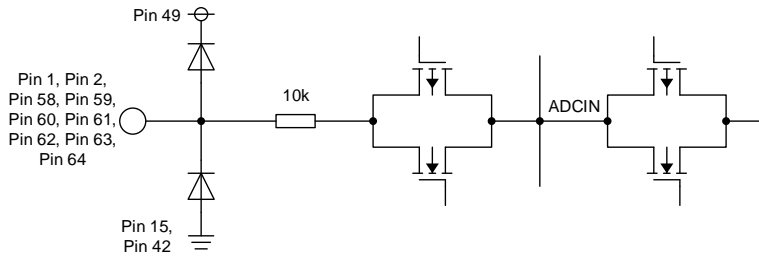 Pin 49
Pin 1, Pin 2,
Pin 58, Pin 59,
Pin 60, Pin 61,
Pin 62, Pin 63,
Pin 64
10k
ADCIN
Pin 15,
Pin 42